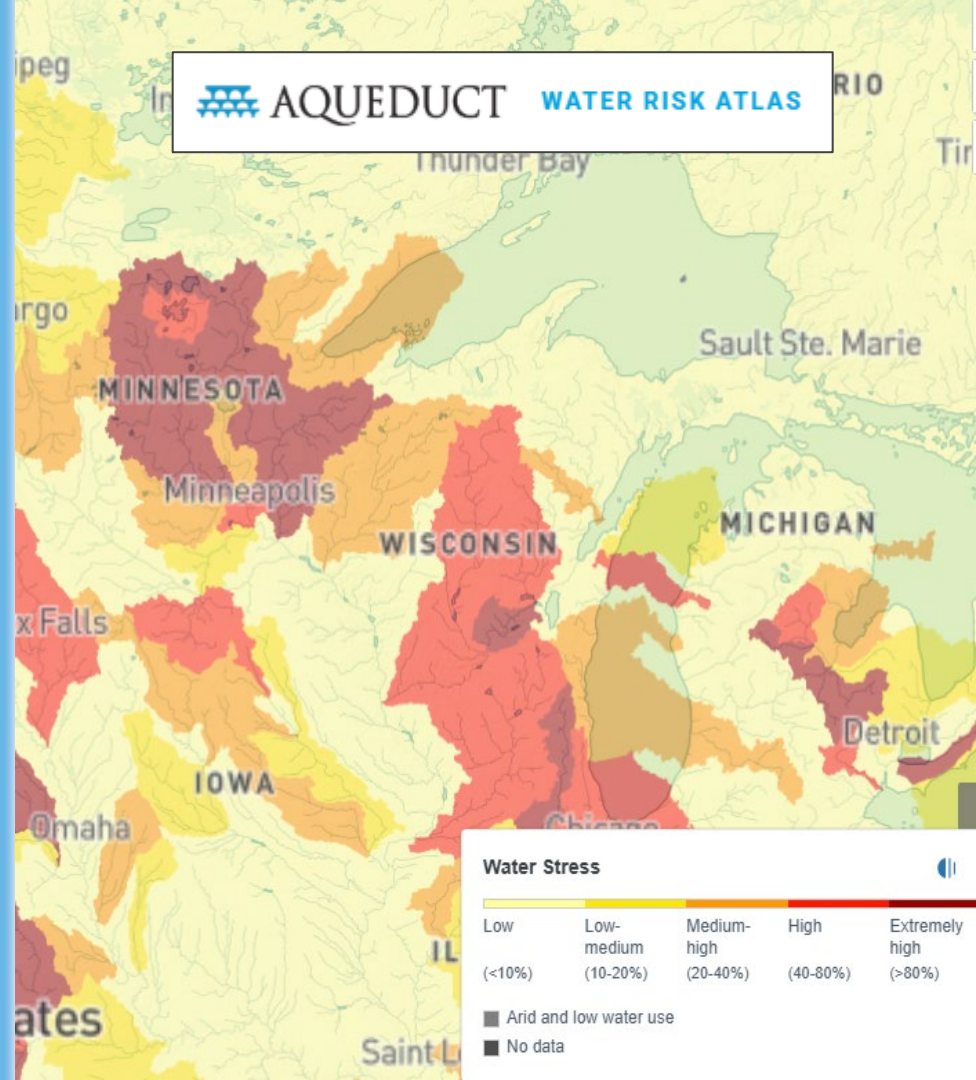 ipeg
RIO
AQUEDUCT WATER RISK ATLAS
Thunder Bay
Tir
argo
Sault Ste. Marie
MINNESOTA
Minneapolis
WISCONSIN
MICHIGAN
x Falls
Detroit
IOWA
Omaha
Chicago
IL
ates
Saint L
Water Stress
Low Low- Medium- High Extremely
medium high high
(<10%) (10-20%) (20-40%) (40-80%) (>80%)
Arid and low water use
No data